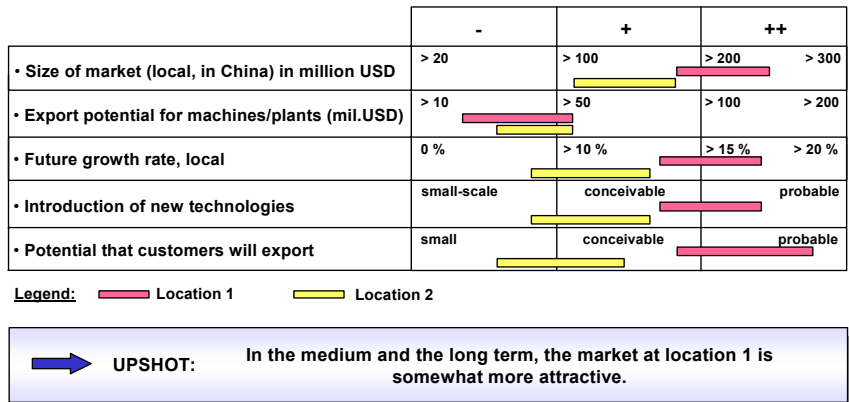 - + ++
• Size of market (local, in China) in million USD > 20 > 100 > 200 > 300
• Export potential for machines/plants (mil.USD) > 10 > 50 > 100 > 200
• Future growth rate, local 0 % > 10 % > 15 % > 20 %
• Introduction of new technologies small-scale conceivable probable
• Potential that customers will export small conceivable probable
Legend: Location 1 Location 2
UPSHOT: In the medium and the long term, the market at location 1 is
somewhat more attractive.